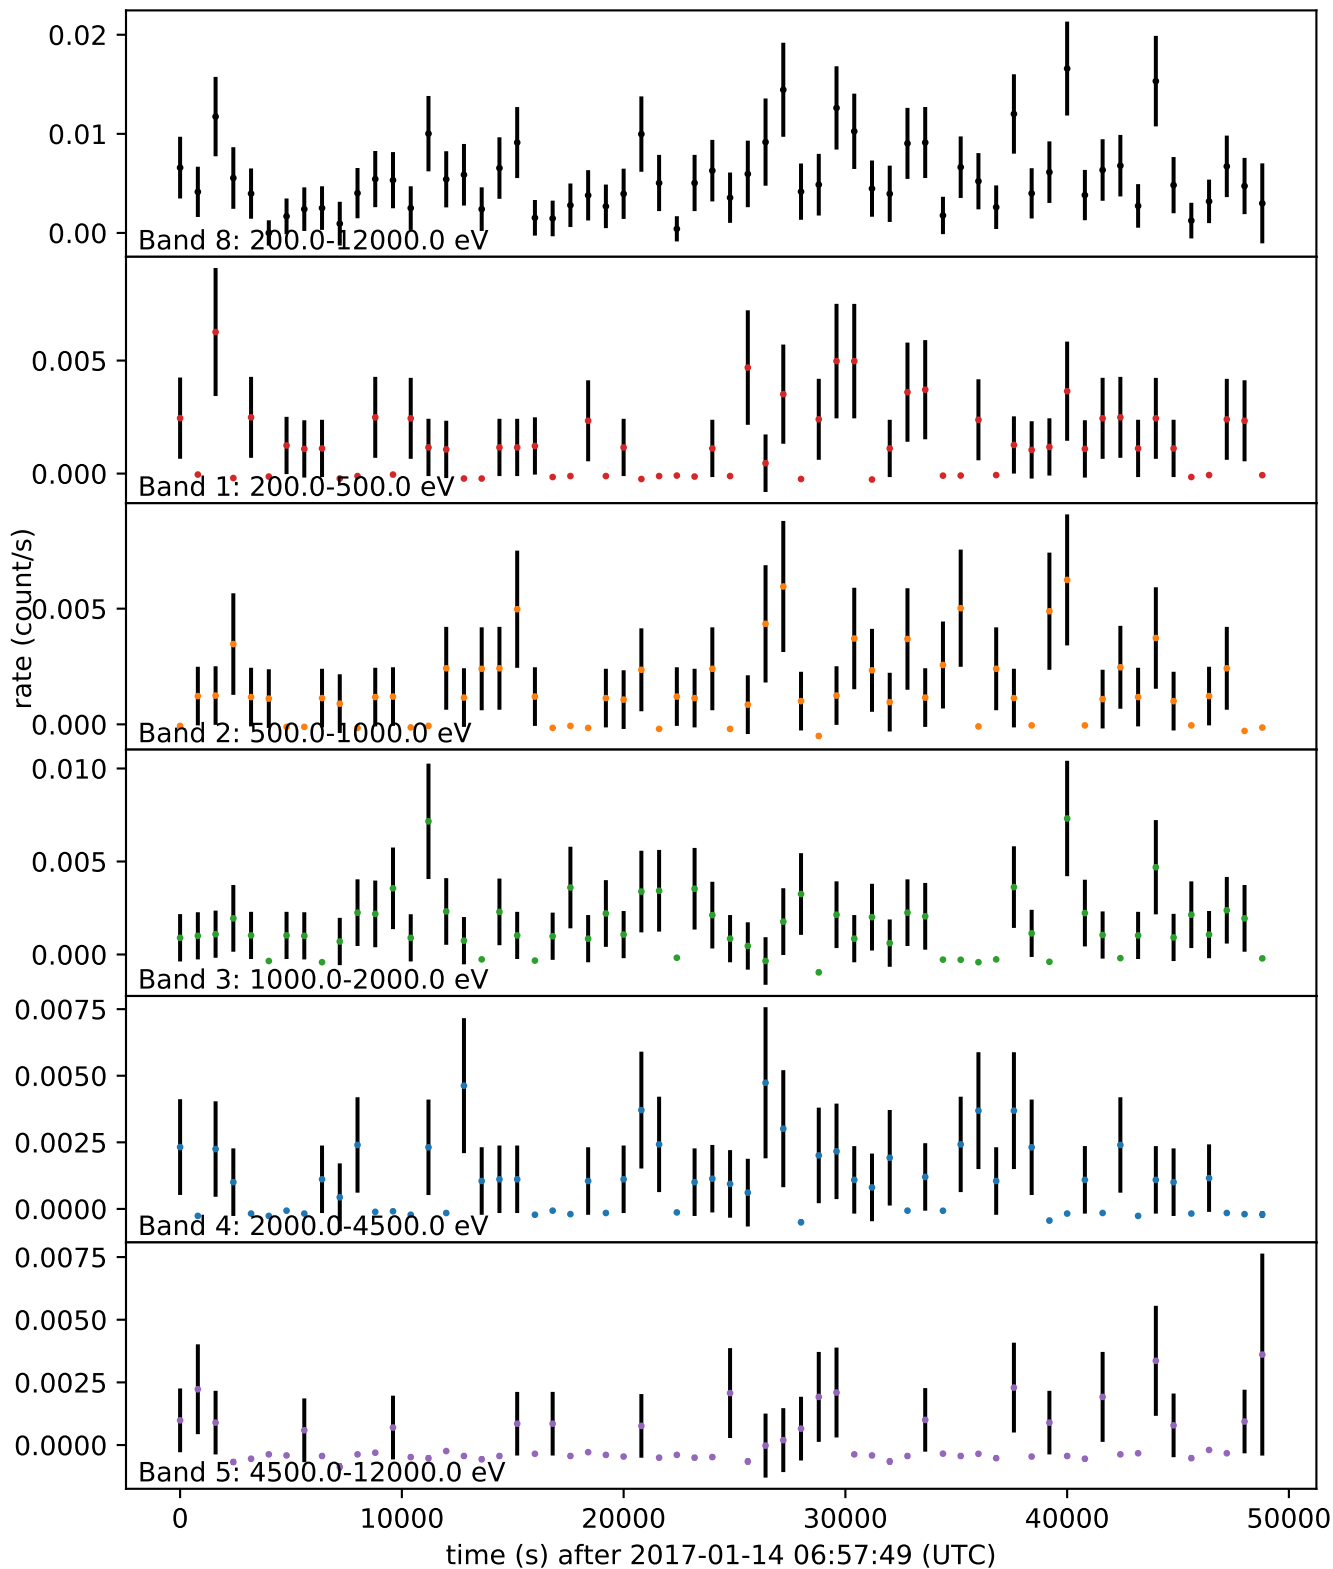 0.02
0.01
0.00
Band 8: 200.0-12000.0 eV
0.005
0.000
Band 1: 200.0-500.0 eV
rate (count/s)
0.005
0.000
Band 2: 500.0-1000.0 eV
0.010
0.005
0.000
Band 3: 1000.0-2000.0 eV
0.0075
0.0050
0.0025
0.0000
Band 4: 2000.0-4500.0 eV
0.0075
0.0050
0.0025
0.0000
Band 5: 4500.0-12000.0 eV
0 10000 20000 30000 40000 50000
time (s) after 2017-01-14 06:57:49 (UTC)